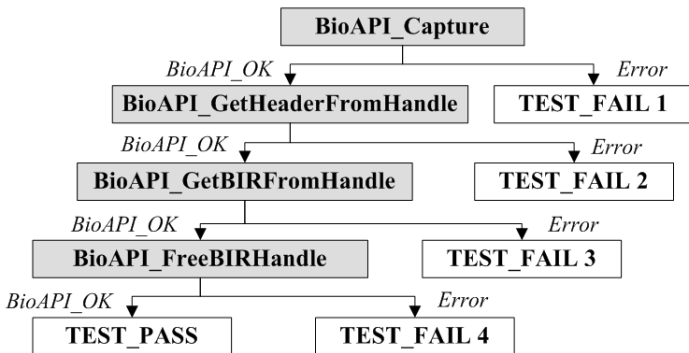 BioAPI_Capture
BioAPI_OK Error
BioAPI_GetHeaderFromHandle TEST_FAIL 1
BioAPI_OK Error
BioAPI_GetBIRFromHandle TEST_FAIL 2
BioAPI_OK Error
BioAPI_FreeBIRHandle TEST_FAIL 3
BioAPI_OK Error
TEST_PASS TEST_FAIL 4